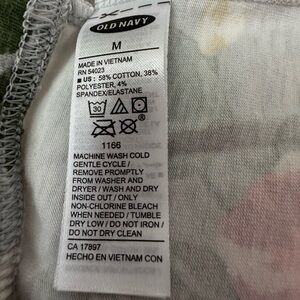 OLD NAVY
M
MADE IN VIETNAM
RN 54023
■ US : 58% COTTON, 38%
POLYESTER, 4%
SPANDEX/ELASTANE
30
1166
MACHINE WASH COLD
GENTLE CYCLE /
REMOVE PROMPTLY
FROM WASHER AND
DRYER / WASH AND DRY
INSIDE OUT / ONLY
NON-CHLORINE BLEACH
WHEN NEEDED / TUMBLE
DRY LOW / DO NOT IRON /
DO NOT DRY CLEAN
CA 17897
HECHO EN VIETNAM CON